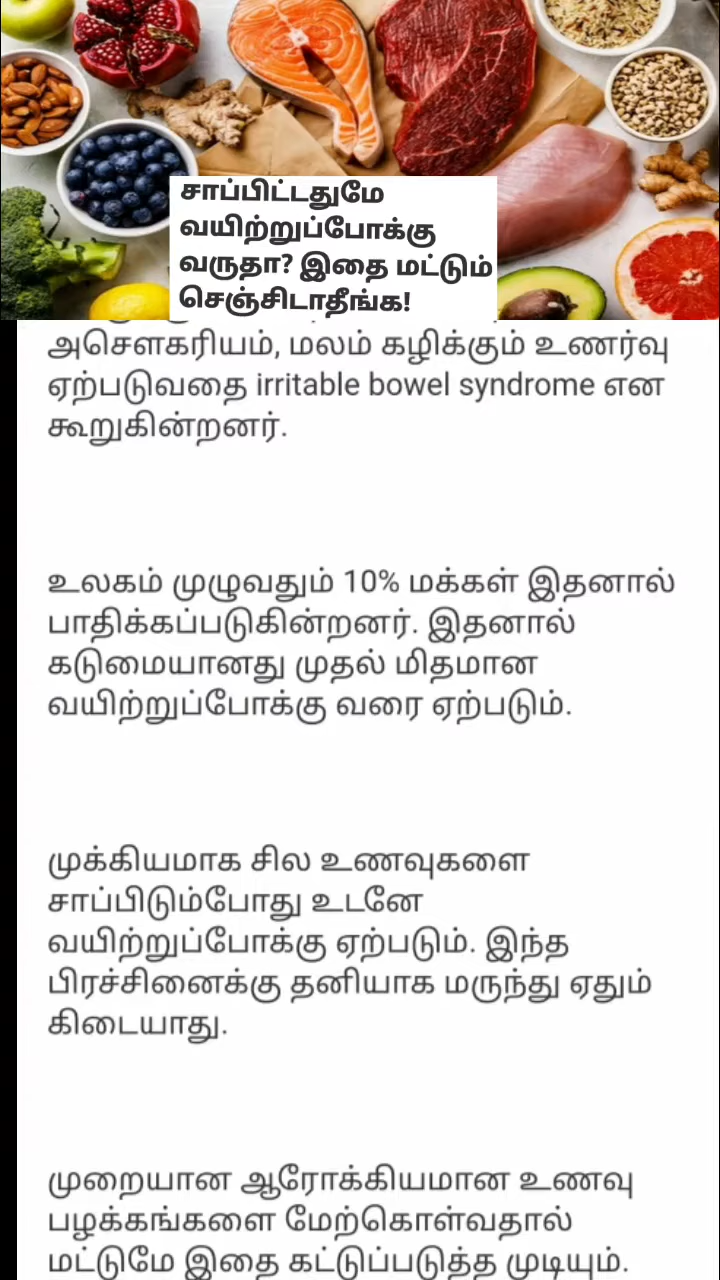 சாப்பிட்டதுமே
வயிற்றுப்போக்கு
வருதா? இதை மட்டும்
செஞ்சிடாதீங்க!
அசௌகரியம், மலம் கழிக்கும் உணர்வு
ஏற்படுவதை irritable bowel syndrome என
கூறுகின்றனர்.
உலகம் முழுவதும் 10% மக்கள் இதனால்
பாதிக்கப்படுகின்றனர். இதனால்
கடுமையானது முதல் மிதமான
வயிற்றுப்போக்கு வரை ஏற்படும்.
முக்கியமாக சில உணவுகளை
சாப்பிடும்போது உடனே
வயிற்றுப்போக்கு ஏற்படும். இந்த
பிரச்சினைக்கு தனியாக மருந்து ஏதும்
கிடையாது.
முறையான ஆரோக்கியமான உணவு
பழக்கங்களை மேற்கொள்வதால்
மட்டுமே இதை கட்டுப்படுத்த முடியும்.